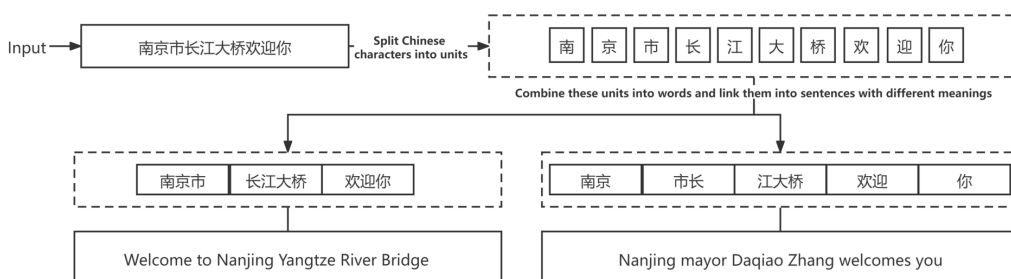 Input
南京市长江大桥欢迎你
Split Chinese
characters into units
南 京 市 长 江 大 桥 欢 迎 你
Combine these units into words and link them into sentences with different meanings
南京市 长江大桥 欢迎你
南京 市长 江大桥 欢迎 你
Welcome to Nanjing Yangtze River Bridge
Nanjing mayor Daqiao Zhang welcomes you